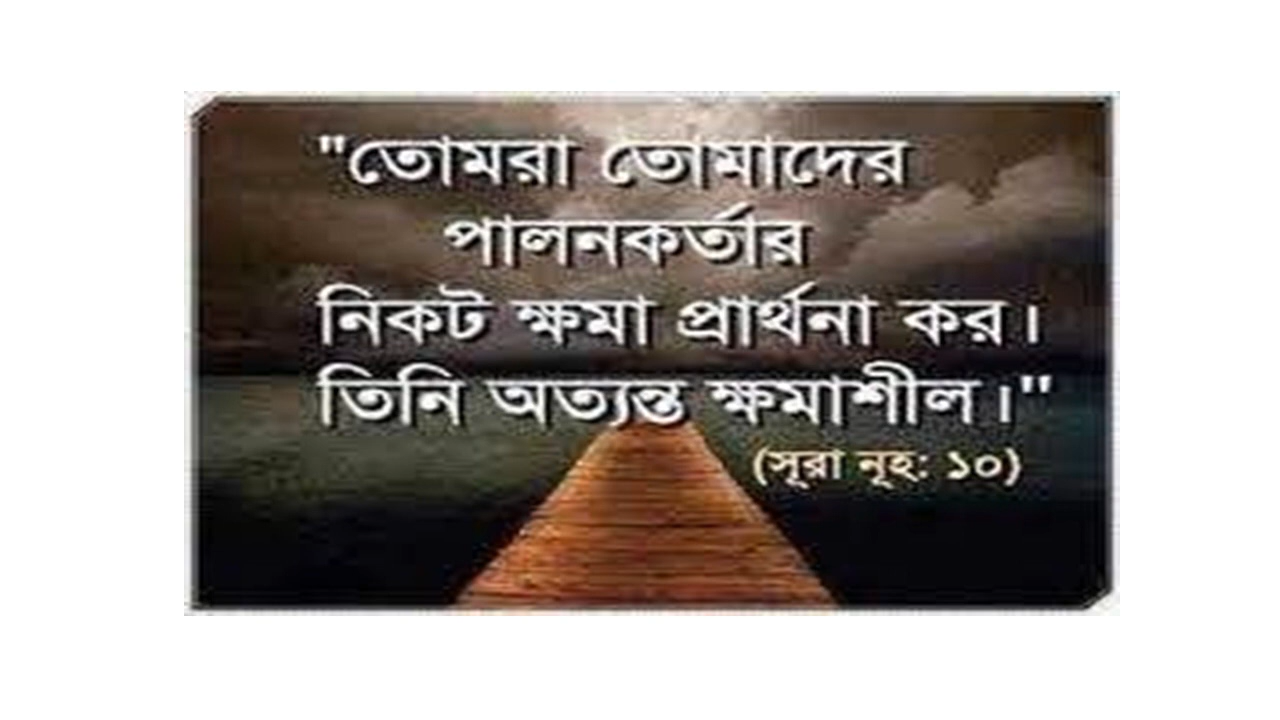 "তোমরা তোমাদের
পালনকর্তার
নিকট ক্ষমা প্রার্থনা কর।
তিনি অত্যন্ত ক্ষমাশীল।"
(সূরা নূহ: ১০)